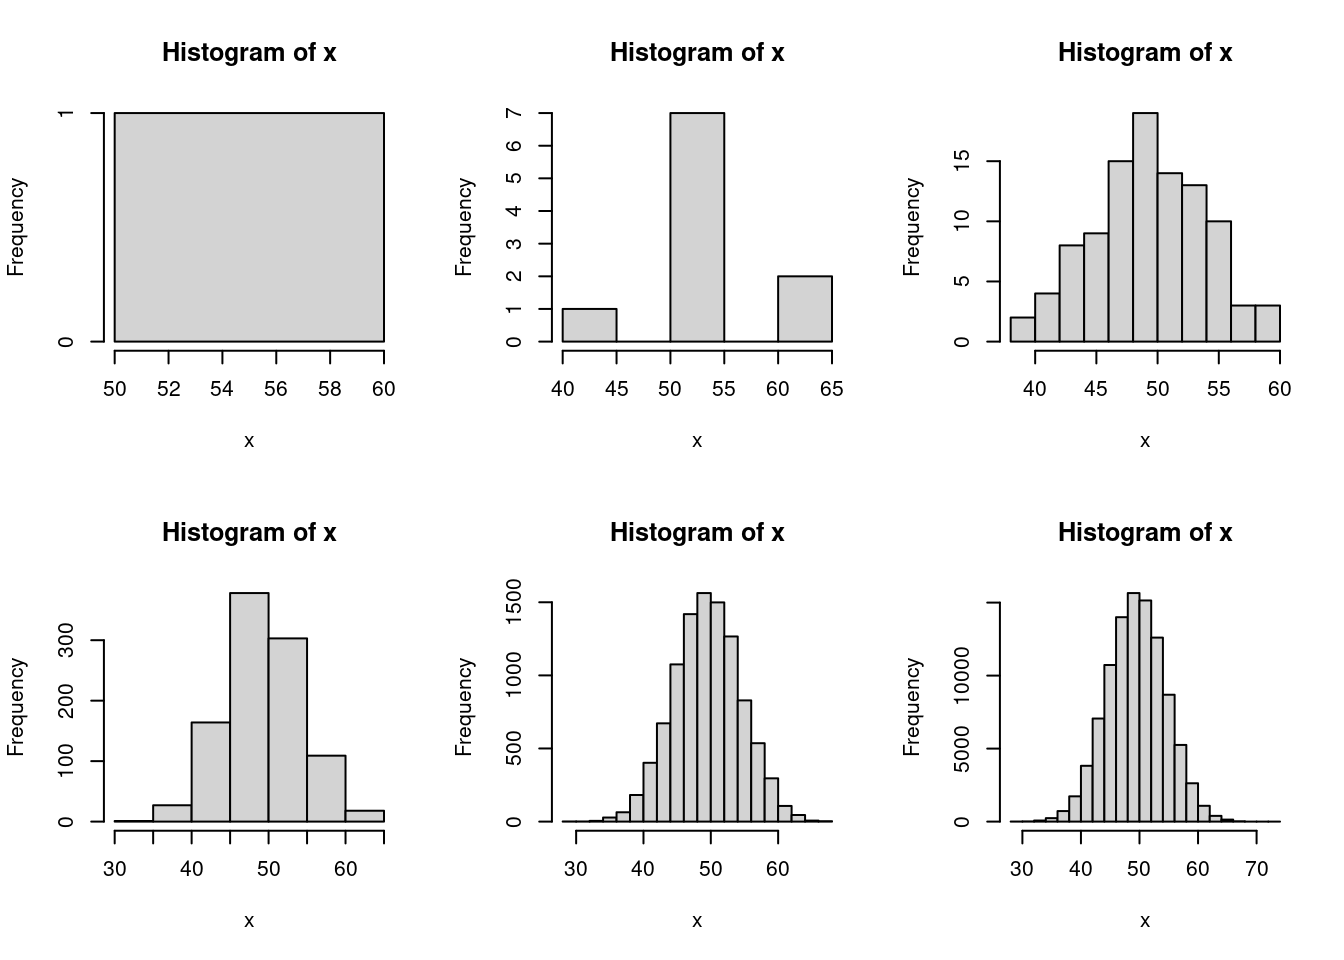 Histogram of x
Frequency
1
0
50 52 54 56 58 60
x
Histogram of x
Frequency
7
6
5
4
3
2
1
0
40 45 50 55 60 65
x
Histogram of x
Frequency
15
10
5
0
40 45 50 55 60
x
Histogram of x
Frequency
300
200
100
0
30 40 50 60
x
Histogram of x
Frequency
1500
1000
500
0
30 40 50 60
x
Histogram of x
Frequency
10000
5000
0
30 40 50 60 70
x